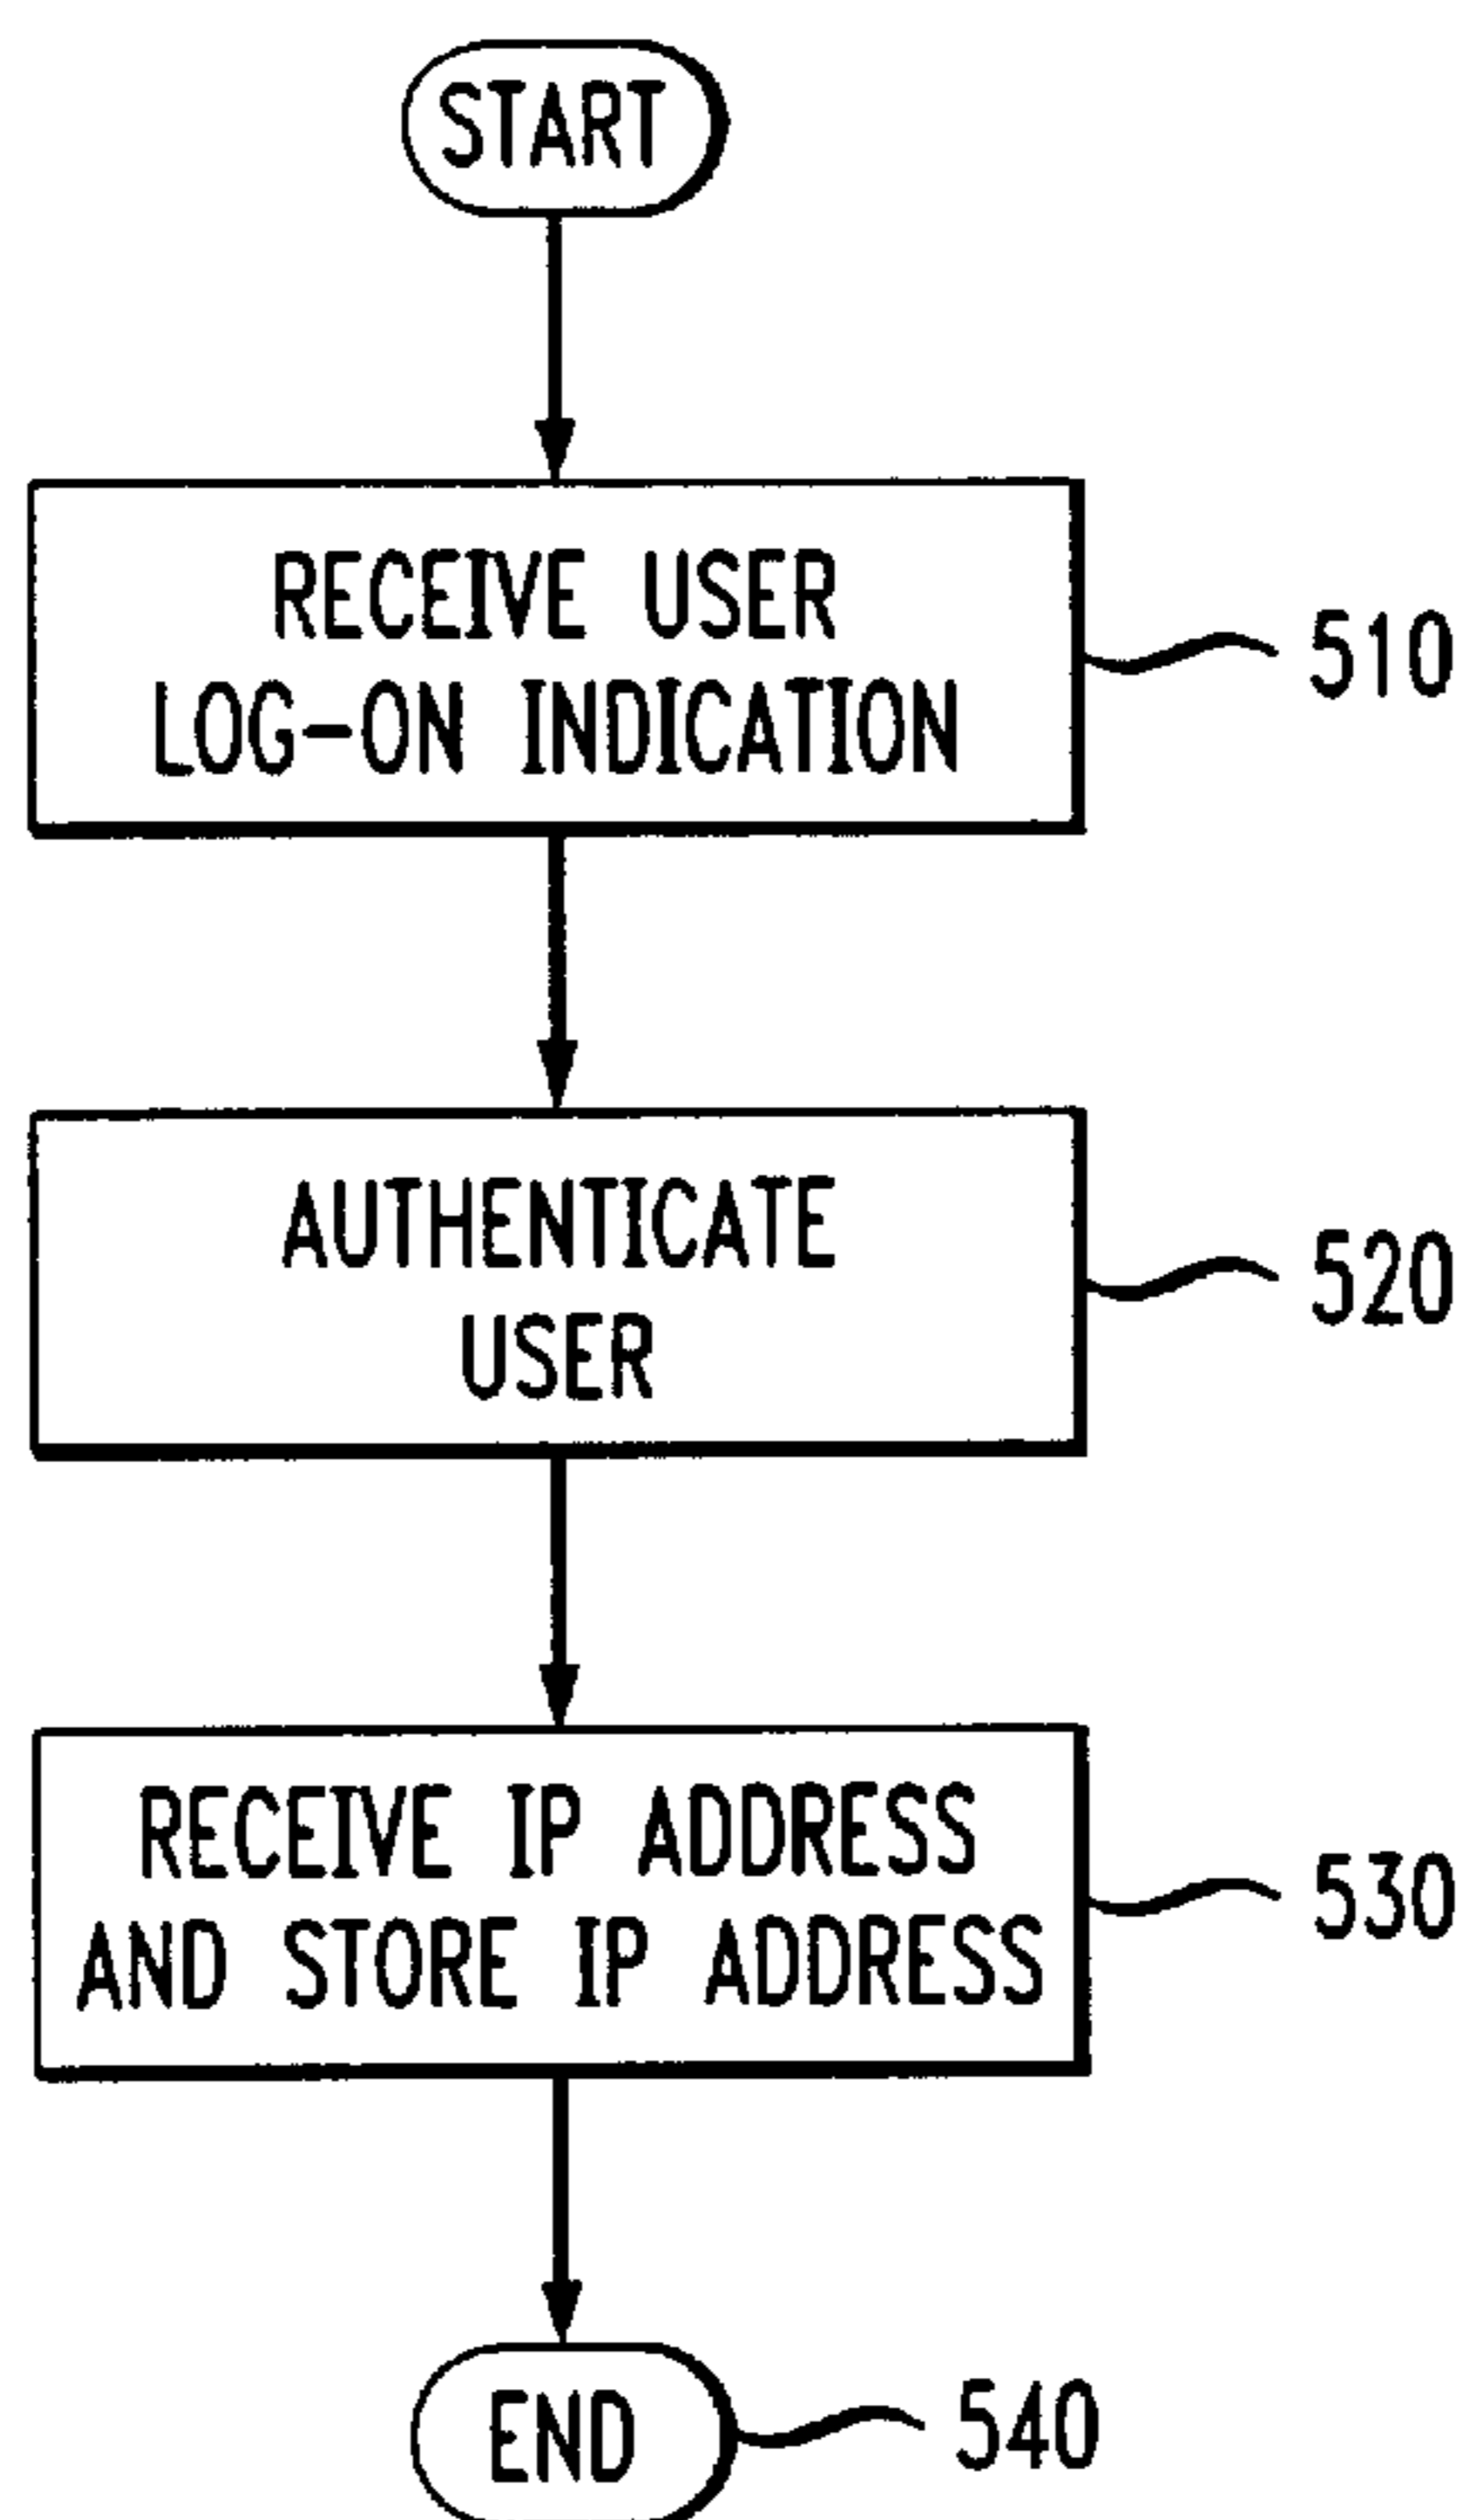 START
RECEIVE USER
LOG-ON INDICATION
510
AUTHENTICATE
USER
520
RECEIVE IP ADDRESS
AND STORE IP ADDRESS
530
END
540